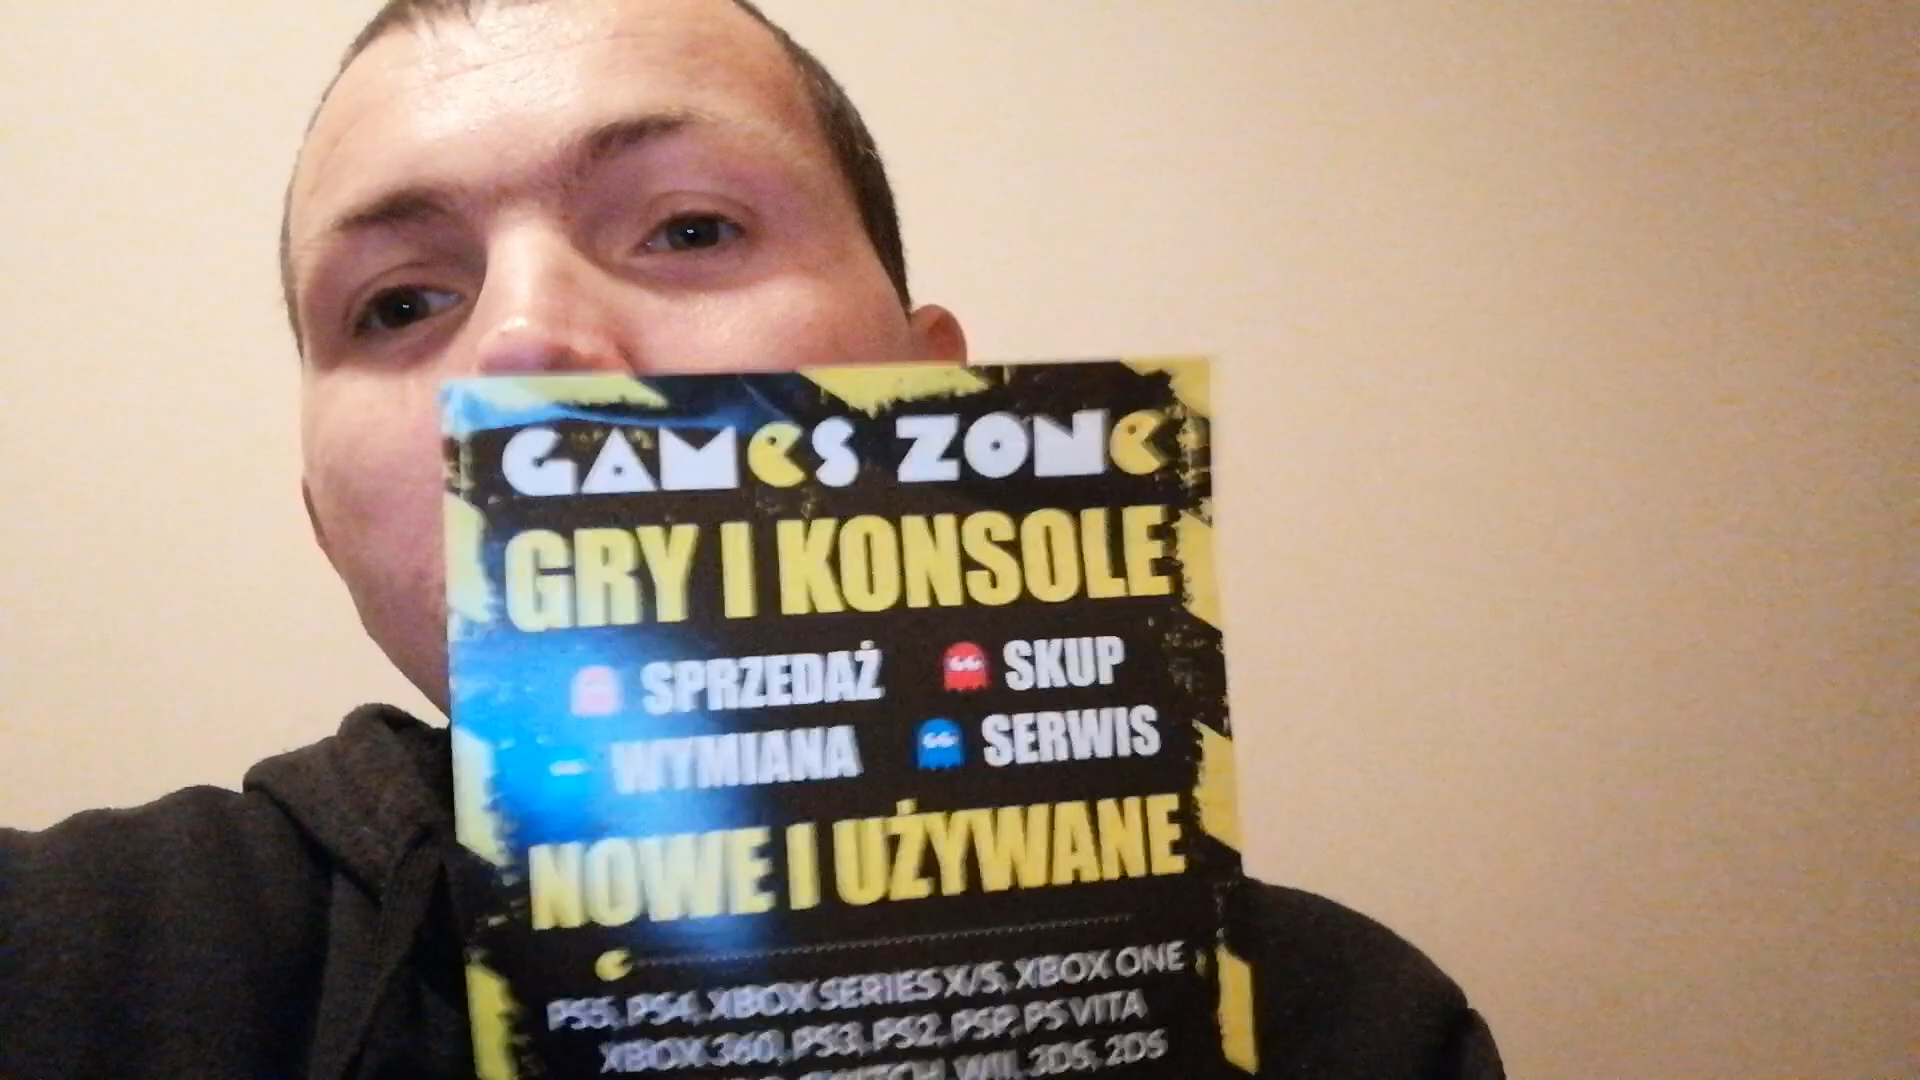 GAMeS ZONe
GRY I KONSOLE
SPRZEDAŻ SKUP
WYMIANA SERWIS
NOWE I UŻYWANE
PS5, PS4, XBOX SERIES X/S, XBOX ONE
XBOX 360, PS3, PS2, PSP, PS VITA
SWITCH, WII, 3DS, 2DS